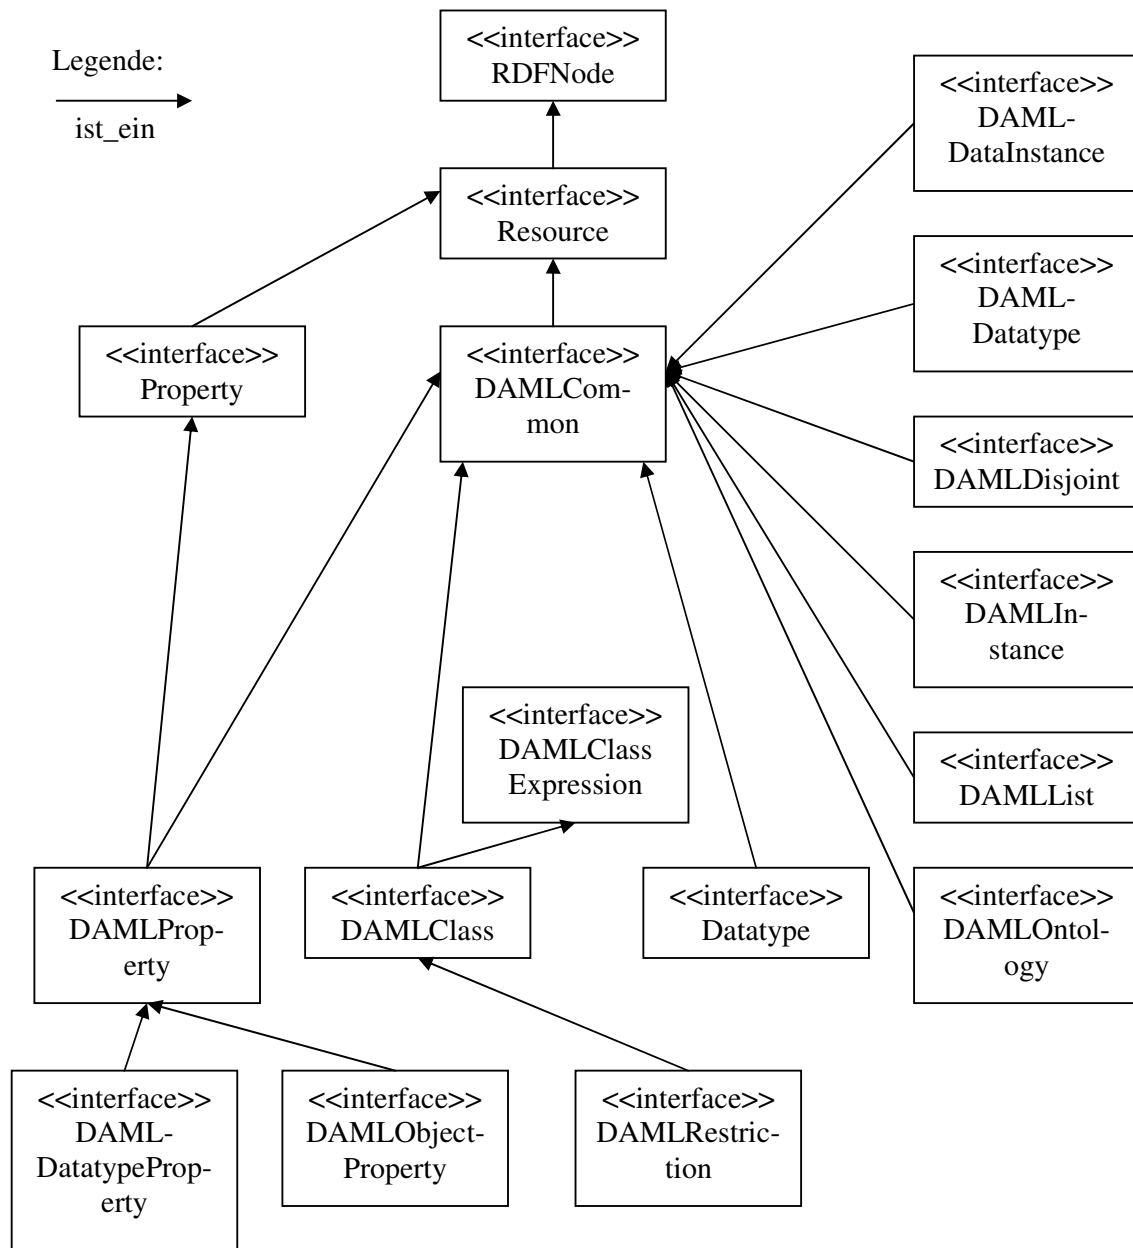 Legende:
ist_ein
<<interface>>
RDFNode
<<interface>>
DAML-
DataInstance
<<interface>>
Resource
<<interface>>
DAML-
Datatype
<<interface>>
Property
<<interface>>
DAMLCom-
mon
<<interface>>
DAMLDisjoint
<<interface>>
DAMLIn-
stance
<<interface>>
DAMLClass
Expression
<<interface>>
DAMLList
<<interface>>
DAMLProp-
erty
<<interface>>
DAMLClass
<<interface>>
Datatype
<<interface>>
DAMLOntol-
ogy
<<interface>>
DAML-
DatatypeProp-
erty
<<interface>>
DAMLObject-
Property
<<interface>>
DAMLRestric-
tion